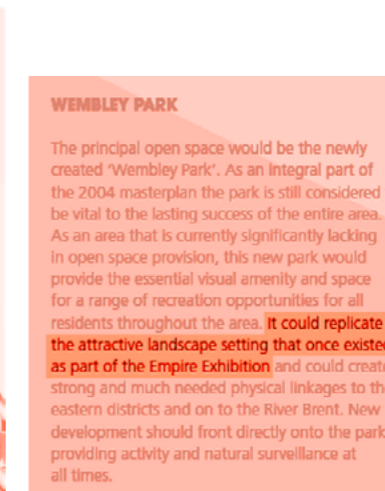 WEMBLEY PARK
The principal open space would be the newly
created 'Wembley Park'. As an integral part of
the 2004 masterplan the park is still considered
be vital to the lasting success of the entire area.
As an area that is currently significantly lacking
in open space provision, this new park would
provide the essential visual amenity and space
for a range of recreation opportunities for all
residents throughout the area. It could replicate
the attractive landscape setting that once existed
as part of the Empire Exhibition and could create
strong and much needed physical linkages to the
eastern districts and on to the River Brent. New
development should front directly onto the park
providing activity and natural surveillance at
all times.